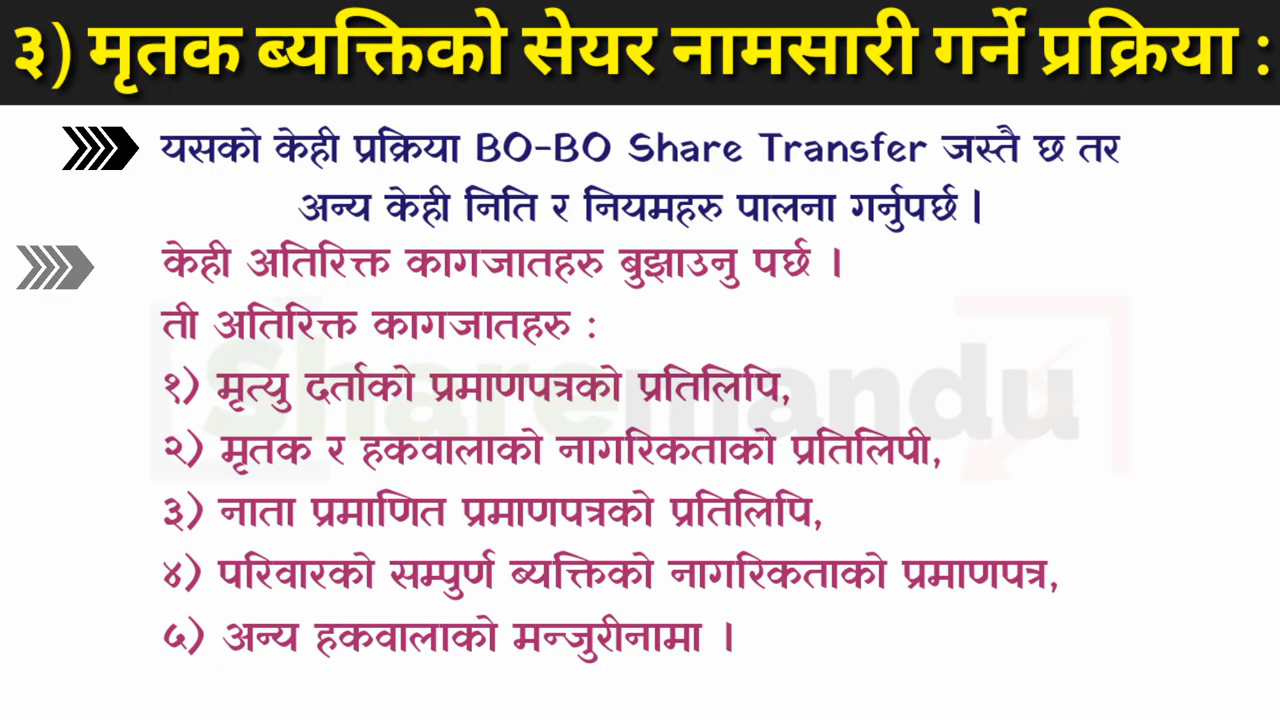 ३) मृतक ब्यक्तिको सेयर नामसारी गर्ने प्रक्रिया :
यसको केही प्रक्रिया BO-BO Share Transfer जस्तै छ तर
अन्य केही निति र नियमहरु पालना गर्नुपर्छ |
केही अतिरिक्त कागजातहरु बुझाउनु पर्छ ।
ती अतिरिक्त कागजातहरु :
Sharemandu
१) मृत्यु दर्ताको प्रमाणपत्रको प्रतिलिपि,
२) मृतक र हकवालाको नागरिकताको प्रतिलिपी,
३) नाता प्रमाणित प्रमाणपत्रको प्रतिलिपि,
४) परिवारको सम्पुर्ण ब्यक्तिको नागरिकताको प्रमाणपत्र,
५) अन्य हकवालाको मन्जुरीनामा ।